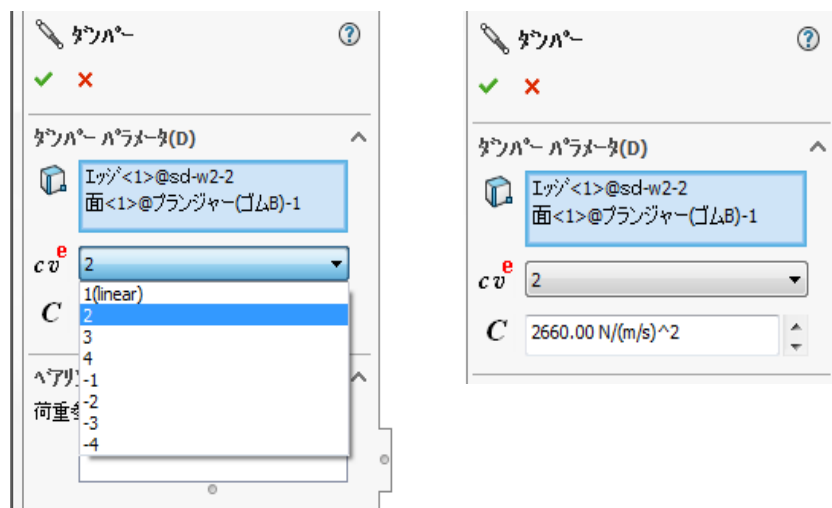 ダンパー
ダンパー パラメータ(D)
エッジ<1>@sd-w2-2
面<1>@プランジャー(ゴムB)-1
cv^e 2
1(linear)
2
C
3
4
-1
ベアリン
-2
荷重
-3
-4
ダンパー
ダンパー パラメータ(D)
エッジ<1>@sd-w2-2
面<1>@プランジャー(ゴムB)-1
cv^e 2
C 2660.00 N/(m/s)^2